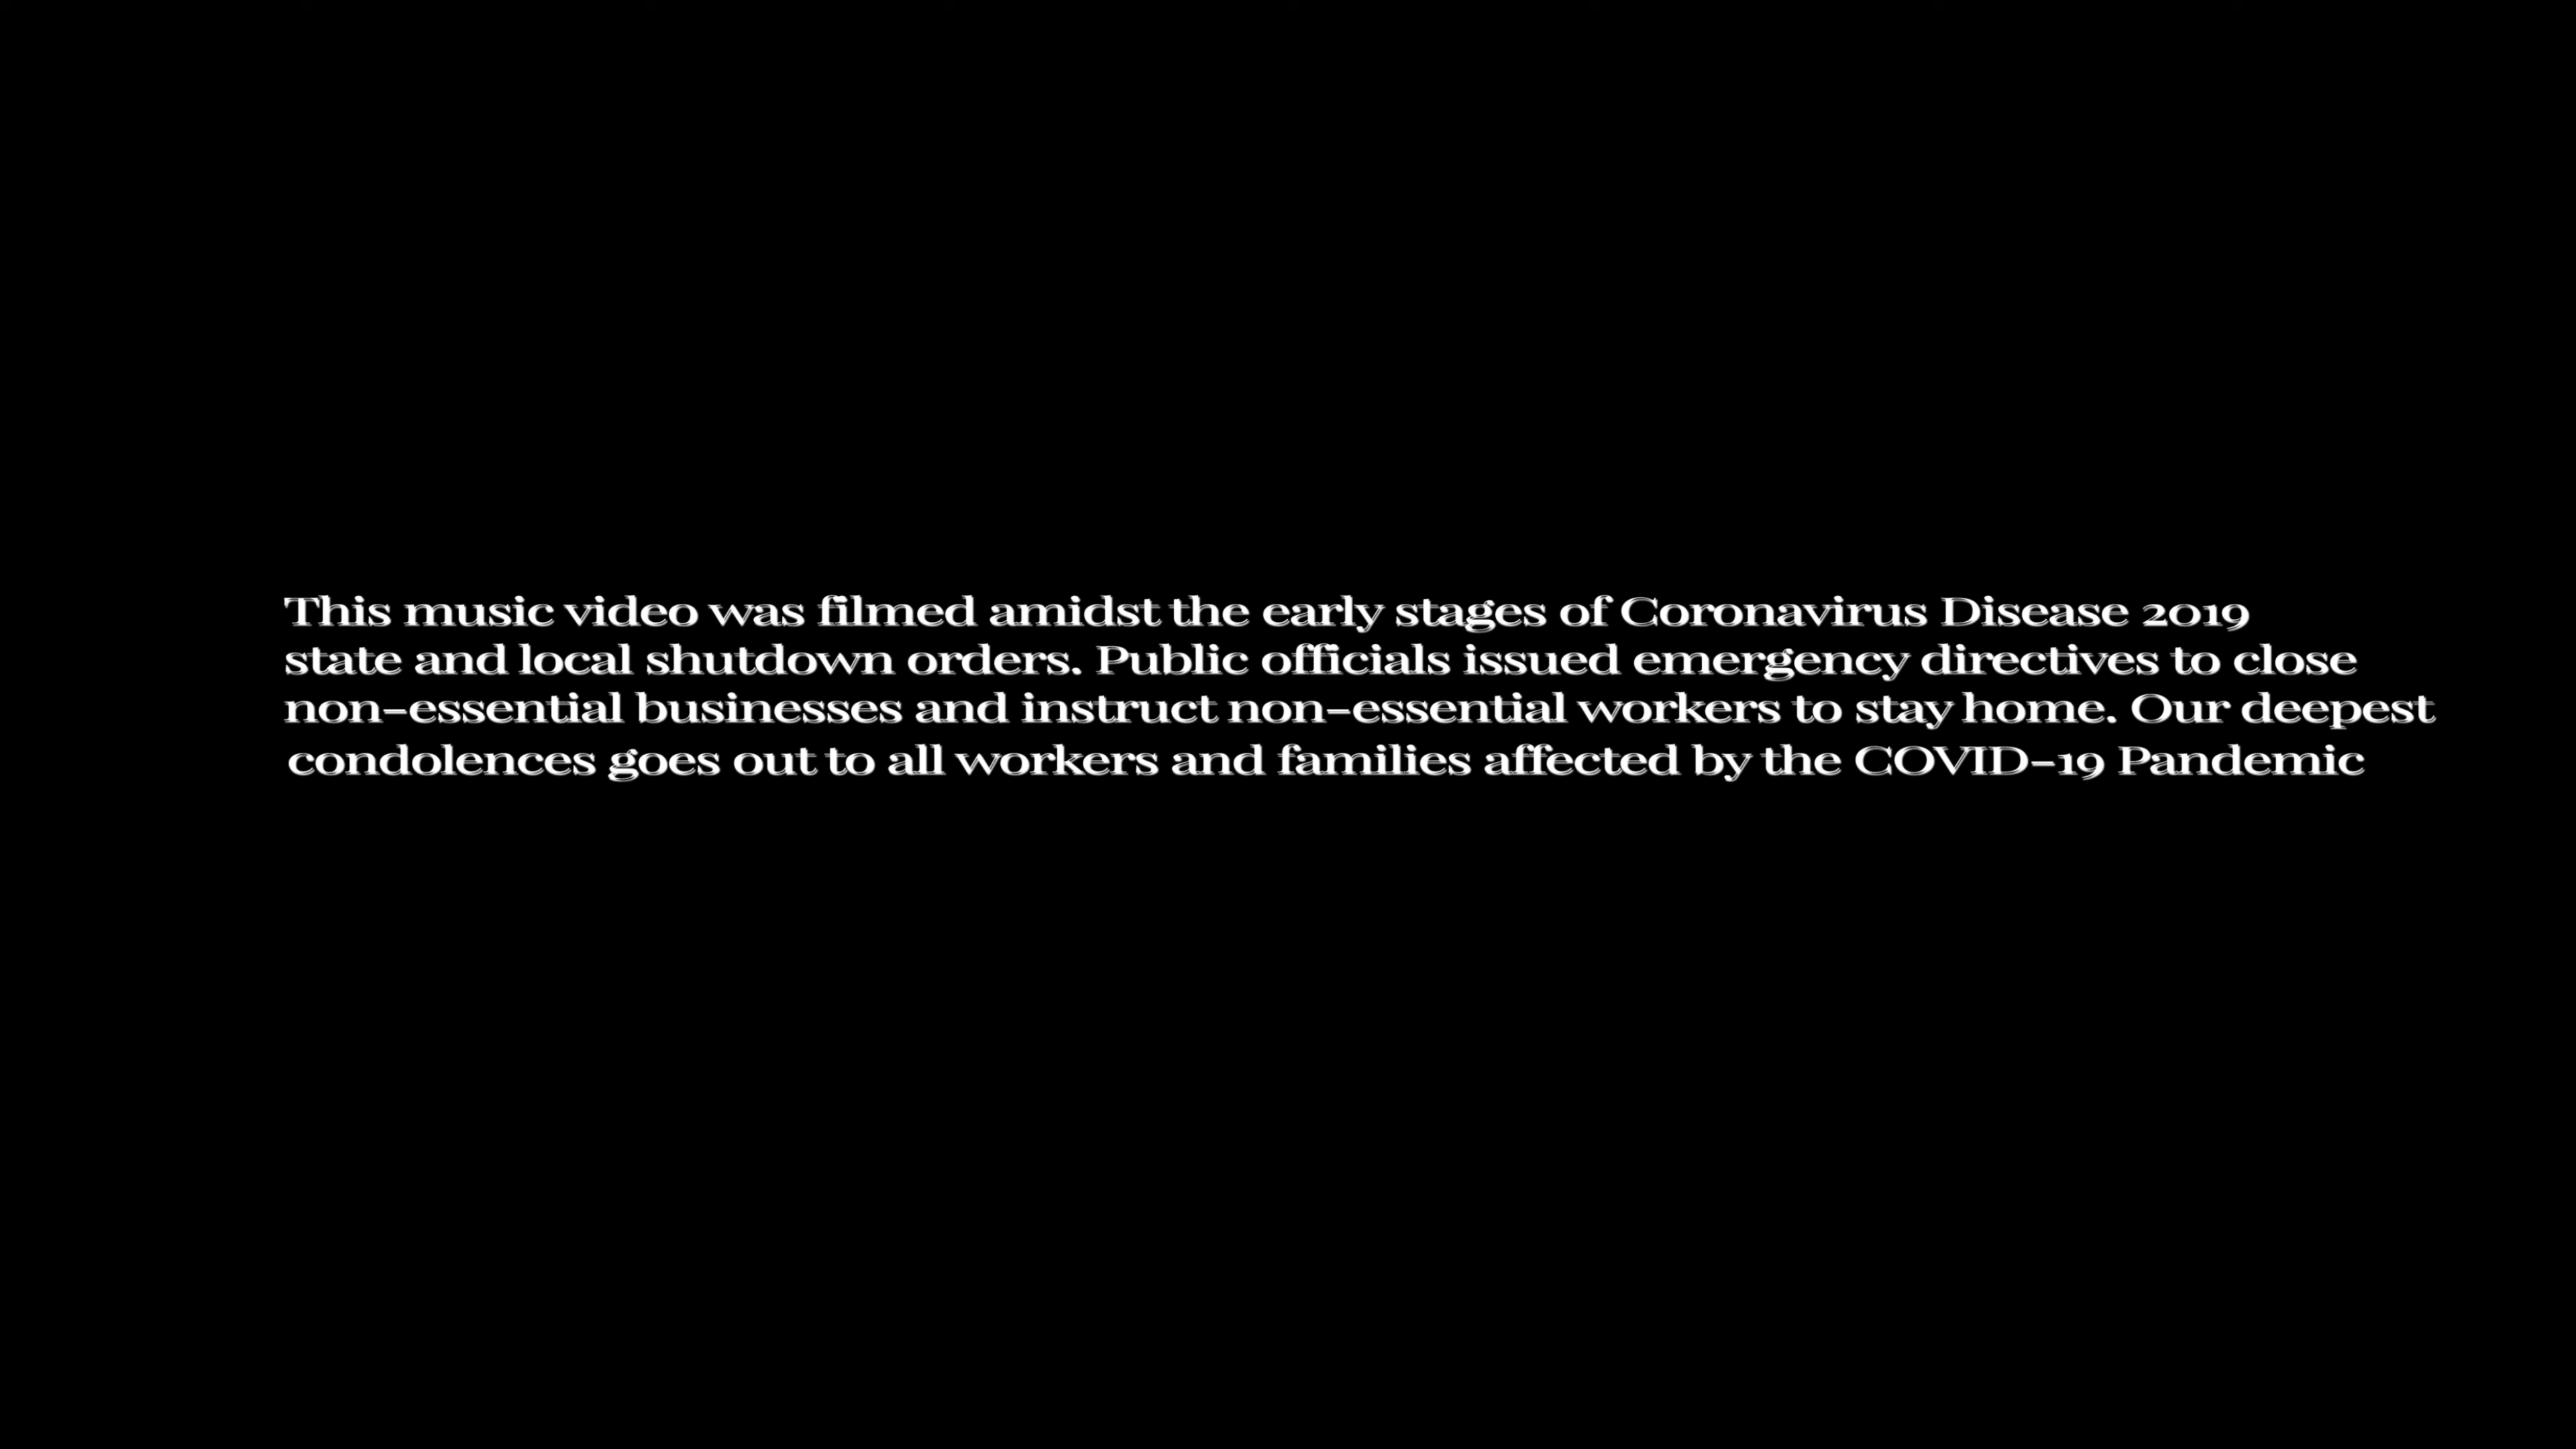 This music video was filmed amidst the early stages of Coronavirus Disease 2019
state and local shutdown orders. Public officials issued emergency directives to close
non-essential businesses and instruct non-essential workers to stay home. Our deepest
condolences goes out to all workers and families affected by the COVID-19 Pandemic